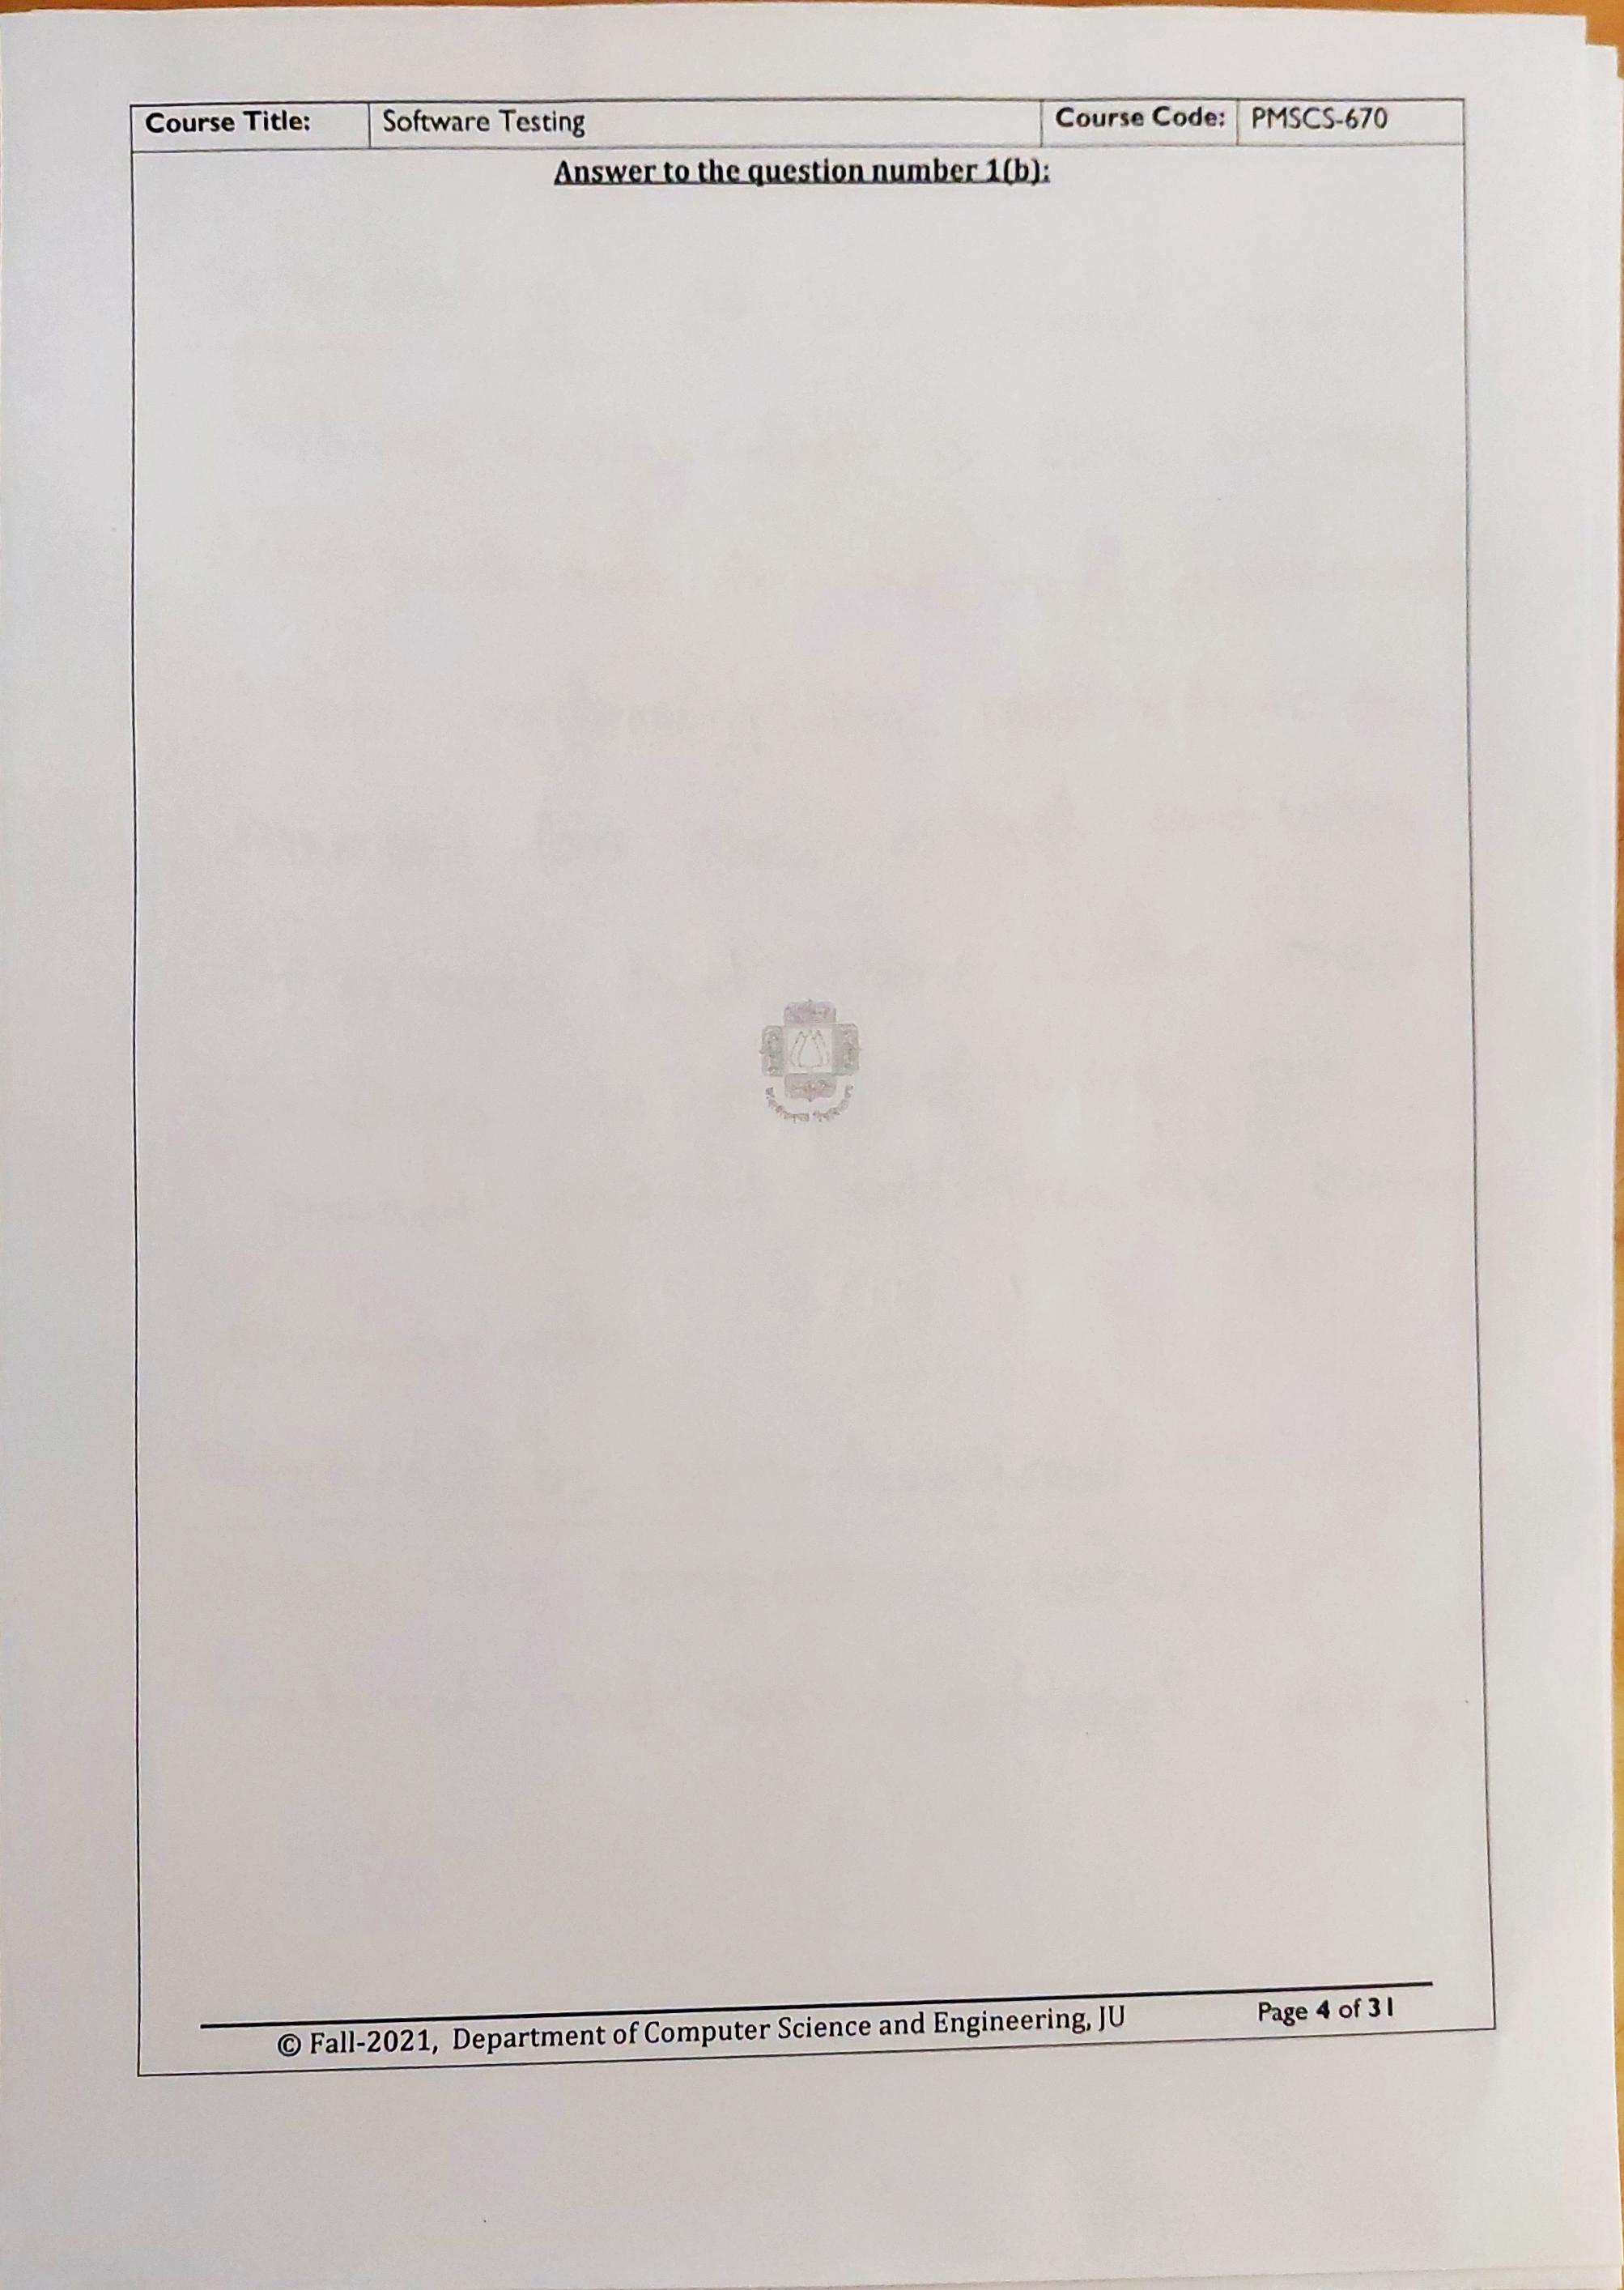 Course Title: Software Testing Course Code: PMSCS-670
Answer to the question number 1(b):
© Fall-2021, Department of Computer Science and Engineering, JU Page 4 of 31